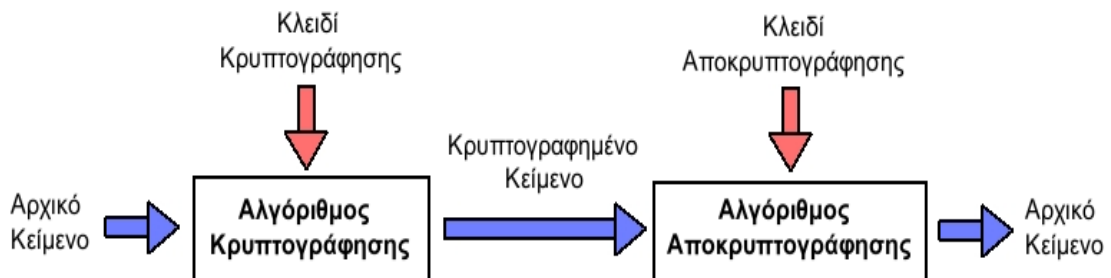 Κλειδί
Κρυπτογράφησης
Κλειδί
Αποκρυπτογράφησης
Αρχικό
Κείμενο
Αλγόριθμος
Κρυπτογράφησης
Κρυπτογραφημένο
Κείμενο
Αλγόριθμος
Αποκρυπτογράφησης
Αρχικό
Κείμενο